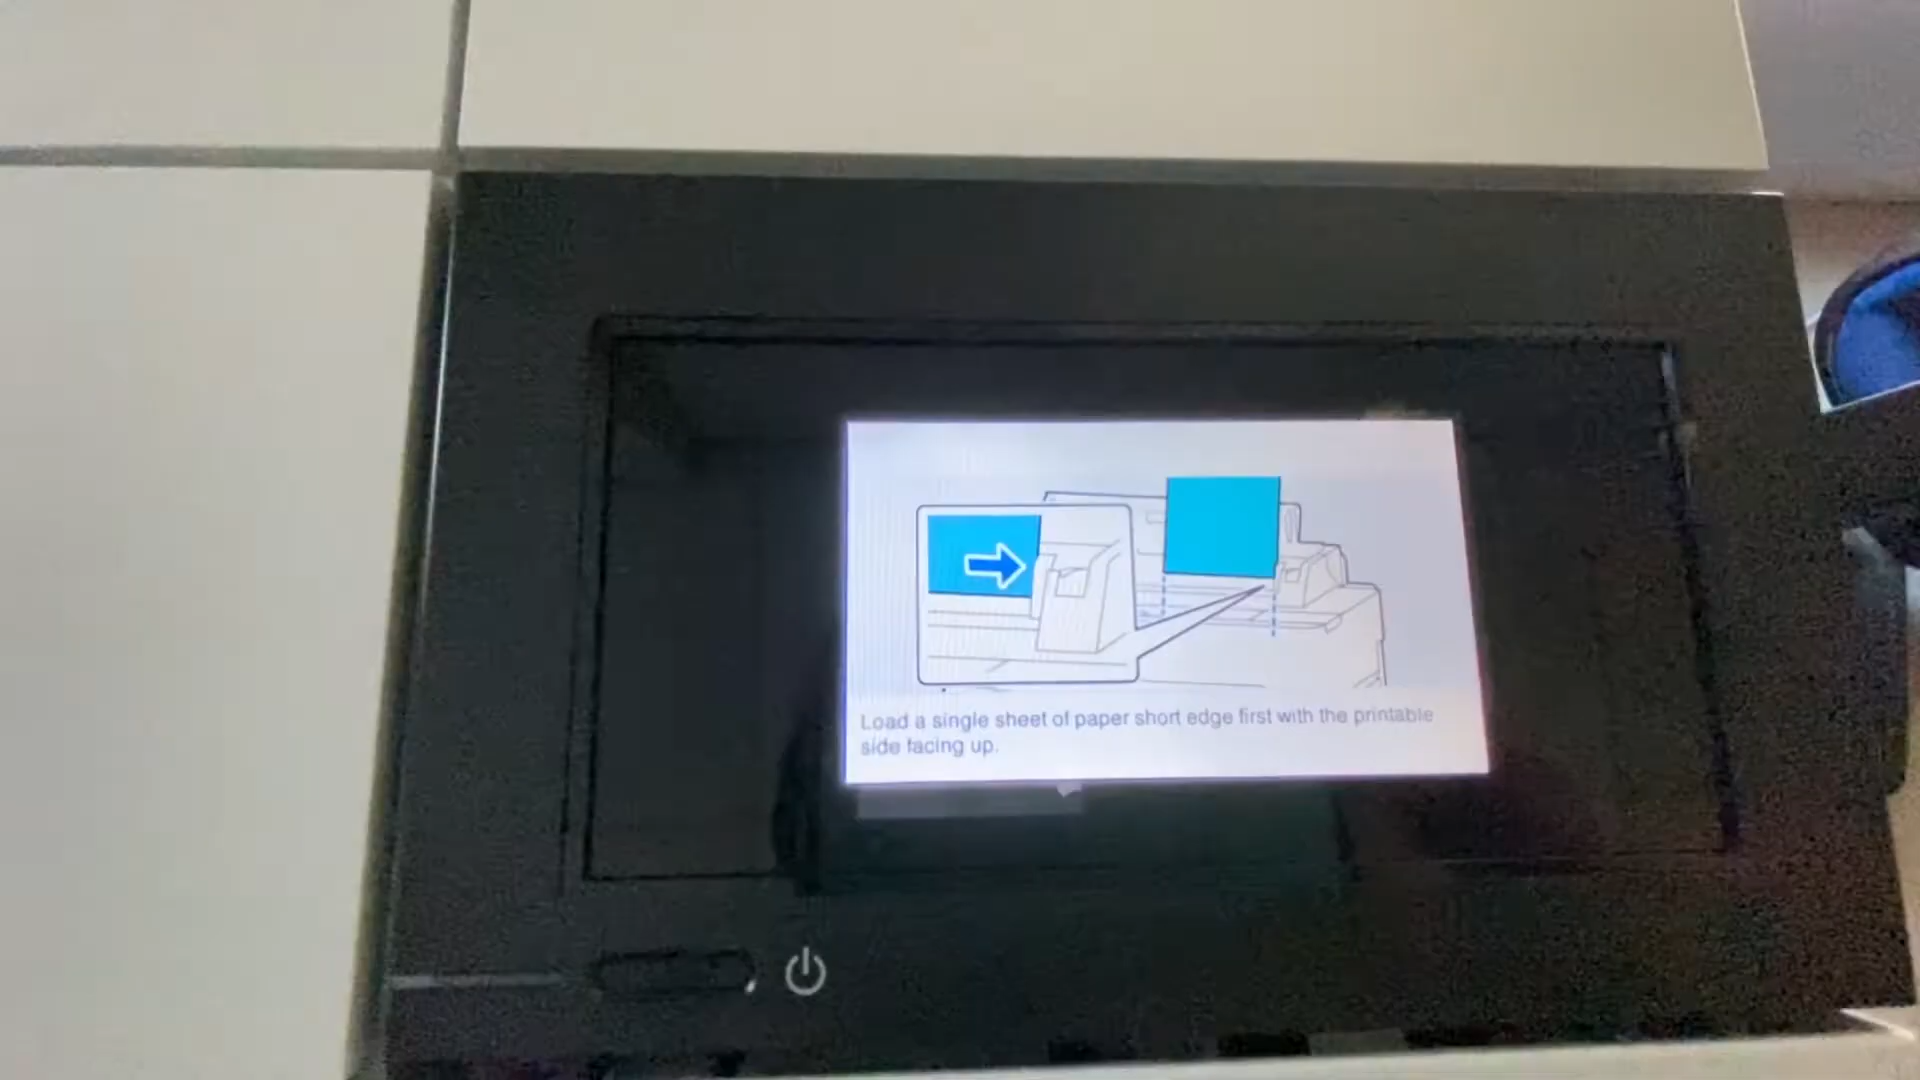 Load a single sheet of paper short edge first with the printable
side facing up.